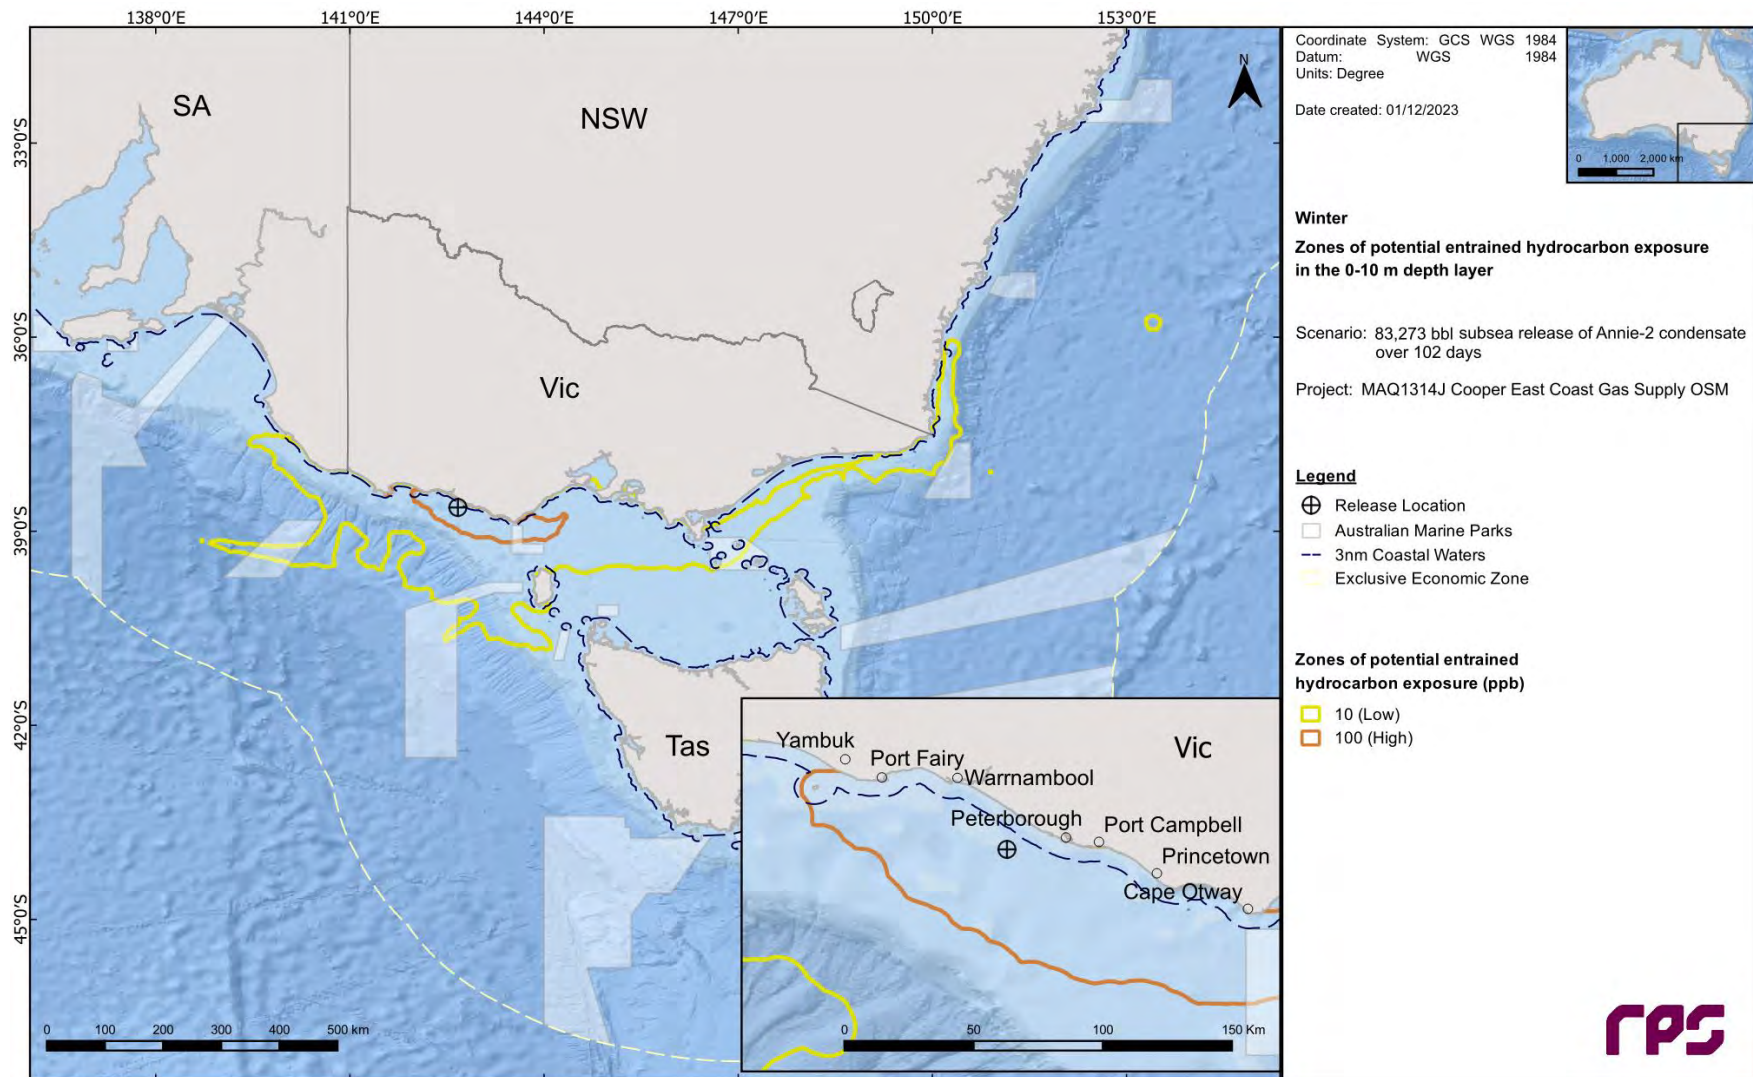 138°0'E
141°0'E
144°0'E
147°0'E
150°0'E
153°0'E
33°0'S
36°0'S
39°0'S
42°0'S
45°0'S
SA
NSW
Vic
Tas
N
0 100 200 300 400 500 Km
Yambuk
Port Fairy
Warrnambool
Vic
Peterborough
Port Campbell
Princetown
Cape Otway
0 50 100 150 Km
Coordinate System: GCS WGS 1984
Datum: WGS 1984
Units: Degree
Date created: 01/12/2023
0 1,000 2,000 km
Winter
Zones of potential entrained hydrocarbon exposure
in the 0-10 m depth layer
Scenario: 83,273 bbl subsea release of Annie-2 condensate
over 102 days
Project: MAQ1314J Cooper East Coast Gas Supply OSM
Legend
Release Location
Australian Marine Parks
3nm Coastal Waters
Exclusive Economic Zone
Zones of potential entrained
hydrocarbon exposure (ppb)
10 (Low)
100 (High)
rps